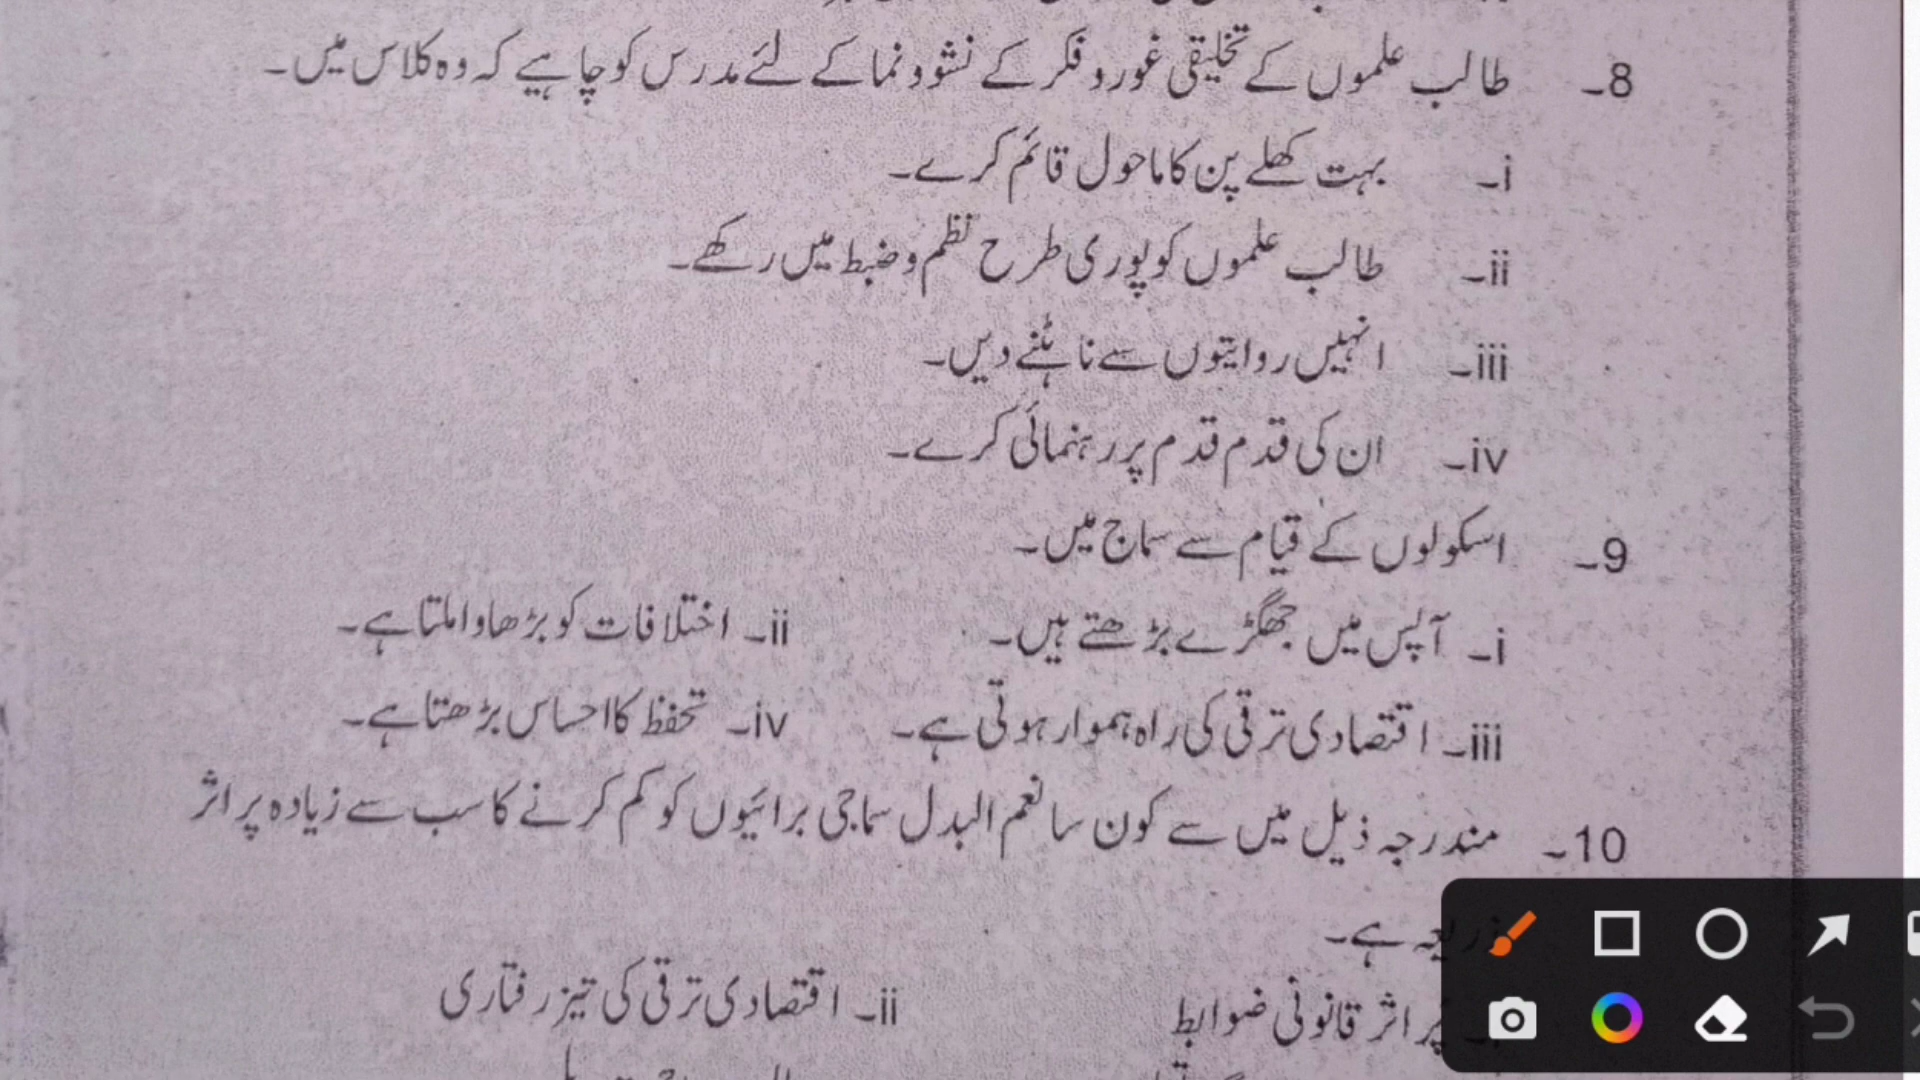 8۔ طالب علموں کے تخلیقی غور و فکر کے نشو و نما کے لئے مدرس کو چاہیے کہ وہ کلاس میں۔
i۔ بہت کھلے پن کا ماحول قائم کرے۔
ii۔ طالب علموں کو پوری طرح نظم و ضبط میں رکھے۔
iii۔ انہیں روایتوں سے نا ہٹنے دیں۔
iv۔ ان کی قدم قدم پر رہنمائی کرے۔
9۔ اسکولوں کے قیام سے سماج میں۔
i۔ آپس میں جھگڑے بڑھتے ہیں۔ ii۔ اختلافات کو بڑھاوا ملتا ہے۔
iii۔ اقتصادی ترقی کی راہ ہموار ہوتی ہے۔ iv۔ تحفظ کا احساس بڑھتا ہے۔
10۔ مندرجہ ذیل میں سے کون سا نعم البدل سماجی برائیوں کو کم کرنے کا سب سے زیادہ پر اثر
ذریعہ ہے۔
پر اثر قانونی ضوابط ii۔ اقتصادی ترقی کی تیز رفتاری